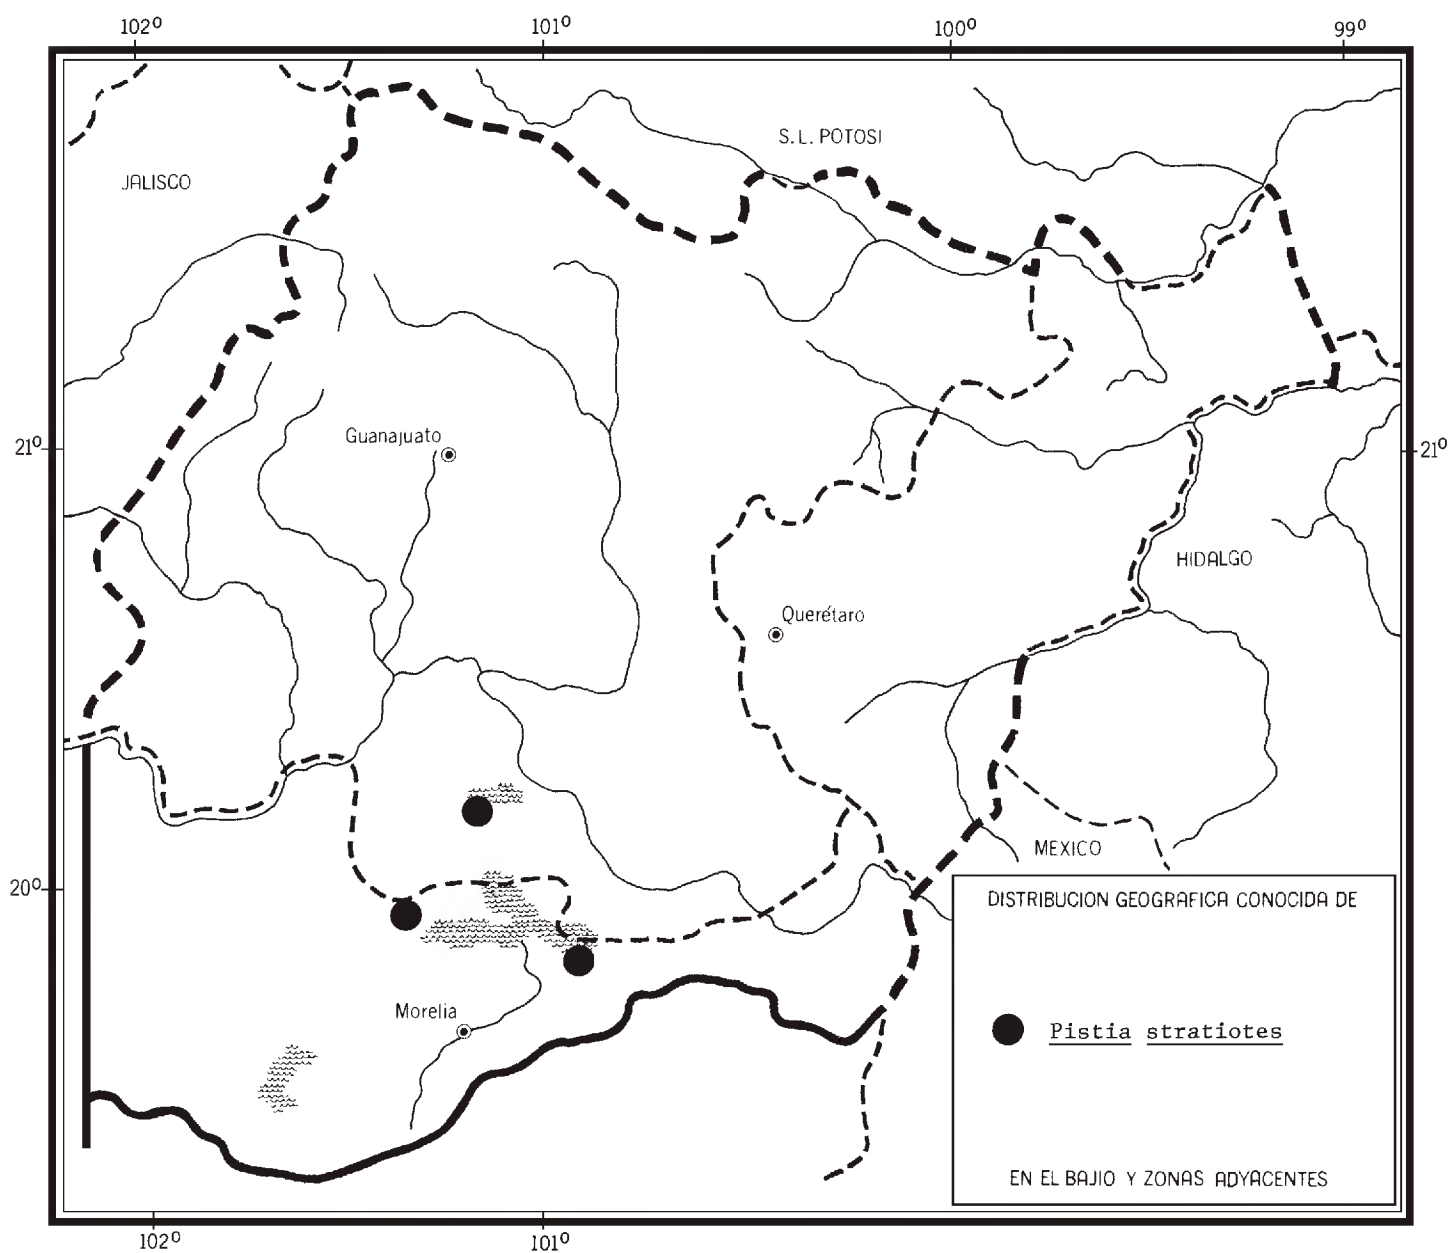 102º 101º 100º 99º
S.L. POTOSI
JALISCO
Guanajuato
21º 21º
HIDALGO
Querétaro
MEXICO
20º
DISTRIBUCION GEOGRAFICA CONOCIDA DE
Morelia
Pistia stratiotes
EN EL BAJIO Y ZONAS ADYACENTES
102º 101º